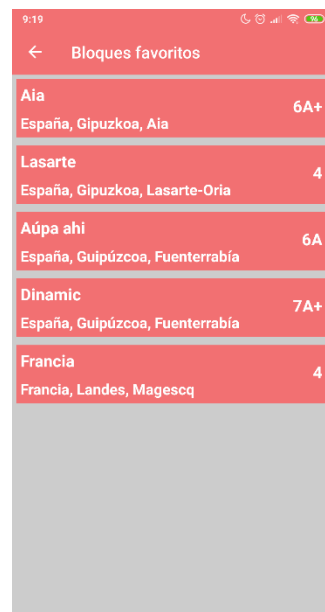 9:19
96
Bloques favoritos
Aia
6A+
España, Gipuzkoa, Aia
Lasarte
4
España, Gipuzkoa, Lasarte-Oria
Aúpa ahi
6A
España, Guipúzcoa, Fuenterrabía
Dinamic
7A+
España, Guipúzcoa, Fuenterrabía
Francia
4
Francia, Landes, Magescq